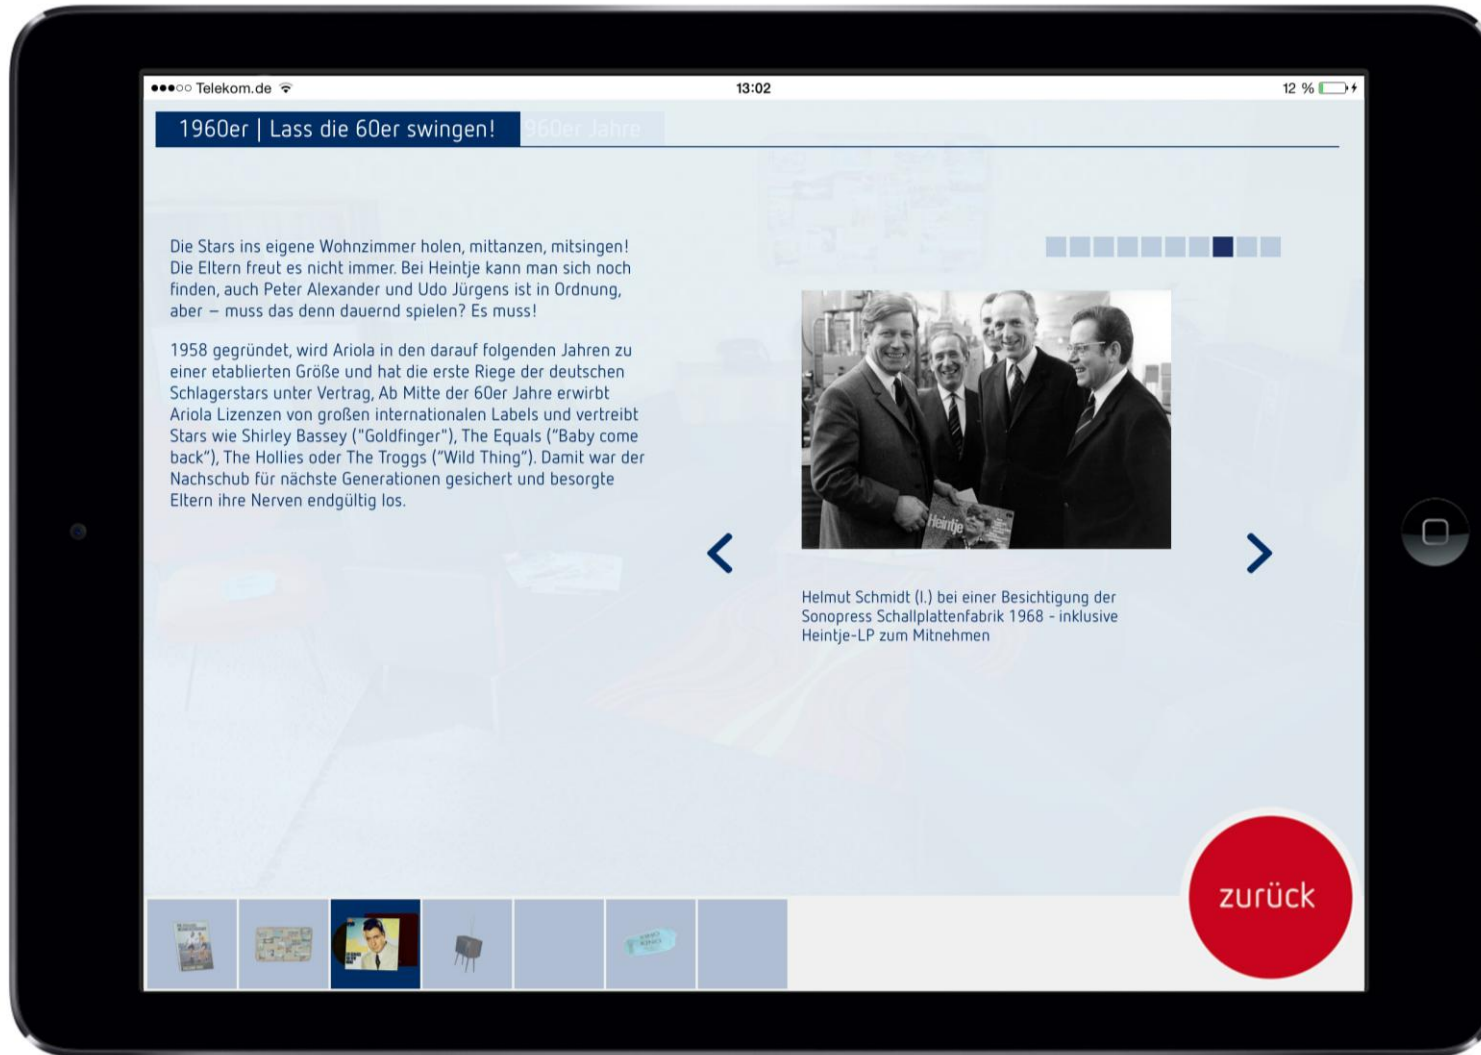 Telekom.de
13:02
12 %
1960er | Lass die 60er swingen!
960er Jahre
Die Stars ins eigene Wohnzimmer holen, mittanzen, mitsingen!
Die Eltern freut es nicht immer. Bei Heintje kann man sich noch
finden, auch Peter Alexander und Udo Jürgens ist in Ordnung,
aber – muss das denn dauernd spielen? Es muss!
1958 gegründet, wird Ariola in den darauf folgenden Jahren zu
einer etablierten Größe und hat die erste Riege der deutschen
Schlagerstars unter Vertrag, Ab Mitte der 60er Jahre erwirbt
Ariola Lizenzen von großen internationalen Labels und vertreibt
Stars wie Shirley Bassey ("Goldfinger"), The Equals ("Baby come
back"), The Hollies oder The Troggs ("Wild Thing"). Damit war der
Nachschub für nächste Generationen gesichert und besorgte
Eltern ihre Nerven endgültig los.
Heintje
Helmut Schmidt (l.) bei einer Besichtigung der
Sonopress Schallplattenfabrik 1968 - inklusive
Heintje-LP zum Mitnehmen
zurück